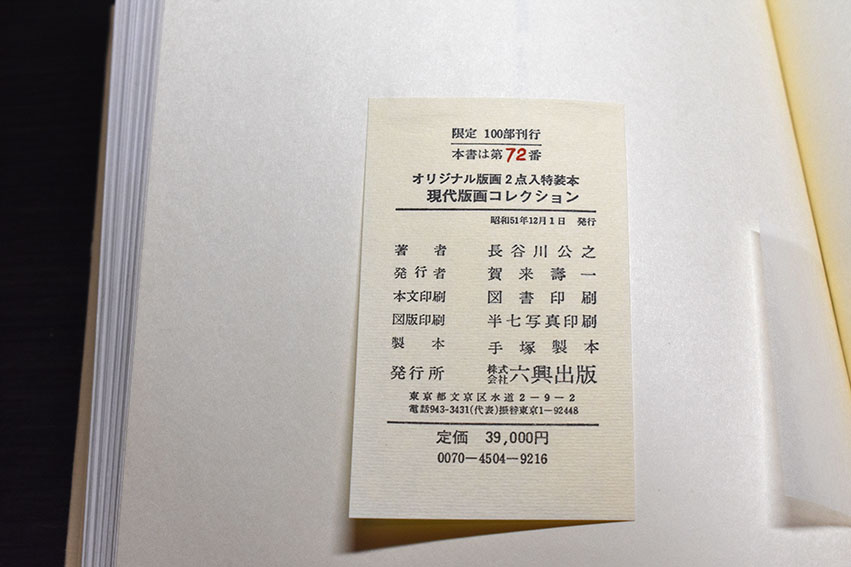 限定 100部刊行
本書は第72番
オリジナル版画2点入特装本
現代版画コレクション
昭和51年12月1日 発行
著者 長谷川公之
発行者 賀来壽一
本文印刷 図書印刷
図版印刷 半七写真印刷
製本 手塚製本
発行所 株式会社六興出版
東京都文京区水道2-9-2
電話943-3431(代表)振替東京1-92448
定価 39,000円
0070-4504-9216